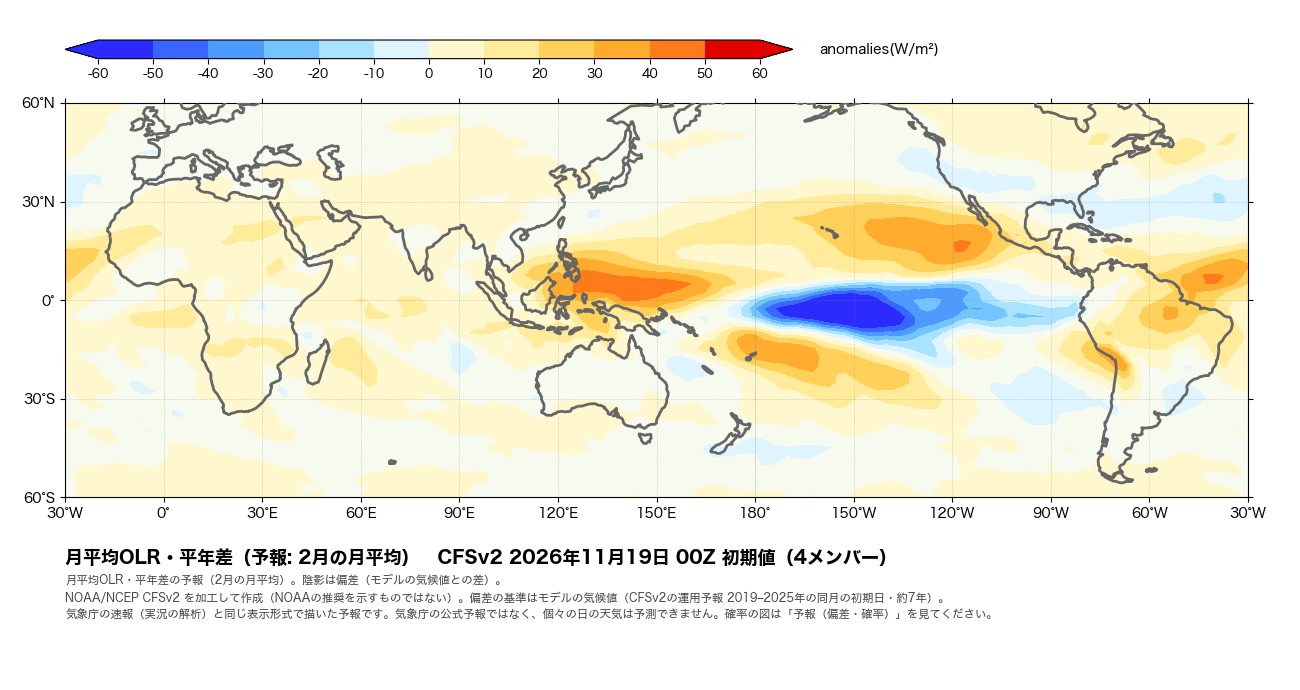 anomalies(W/m²)
-60 -50 -40 -30 -20 -10 0 10 20 30 40 50 60
60°N
30°N
0°
30°S
60°S
30°W 0° 30°E 60°E 90°E 120°E 150°E 180° 150°W 120°W 90°W 60°W 30°W
月平均OLR・平年差（予報: 2月の月平均） CFSv2 2026年11月19日 00Z 初期値（4メンバー）
月平均OLR・平年差の予報（2月の月平均）。陰影は偏差（モデルの気候値との差）。
NOAA/NCEP CFSv2 を加工して作成（NOAAの推奨を示すものではない）。偏差の基準はモデルの気候値（CFSv2の運用予報 2019–2025年の同月の初期日・約7年）。
気象庁の速報（実況の解析）と同じ表示形式で描いた予報です。気象庁の公式予報ではなく、個々の日の天気は予測できません。確率の図は「予報（偏差・確率）」を見てください。